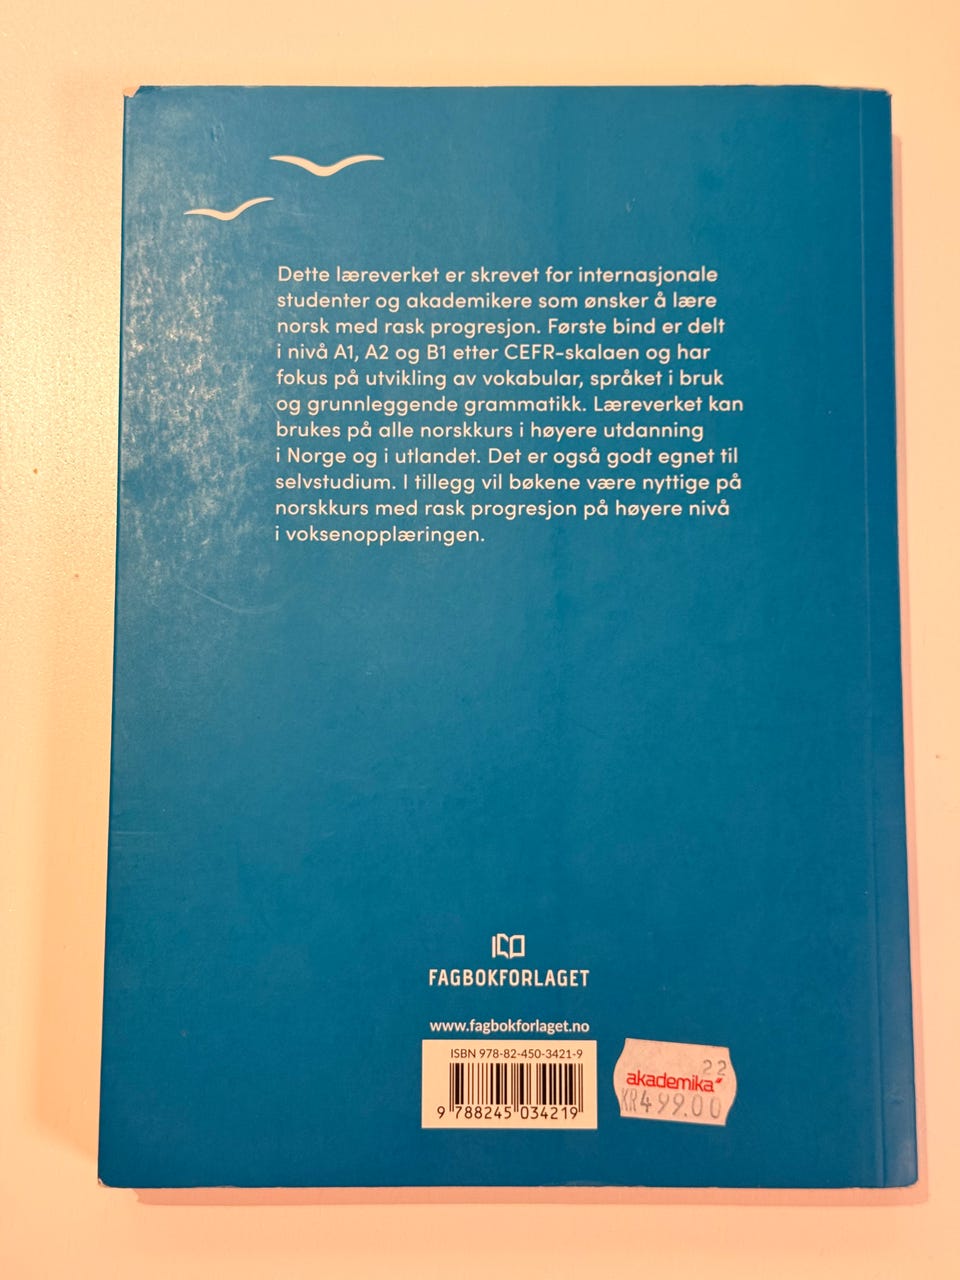 Dette læreverket er skrevet for internasjonale
studenter og akademikere som ønsker å lære
norsk med rask progresjon. Første bind er delt
i nivå A1, A2 og B1 etter CEFR-skalaen og har
fokus på utvikling av vokabular, språket i bruk
og grunnleggende grammatikk. Læreverket kan
brukes på alle norskkurs i høyere utdanning
i Norge og i utlandet. Det er også godt egnet til
selvstudium. I tillegg vil bøkene være nyttige på
norskkurs med rask progresjon på høyere nivå
i voksenopplæringen.
FAGBOKFORLAGET
www.fagbokforlaget.no
ISBN 978-82-450-3421-9
9 788245 034219
22
akademika
KR499.00